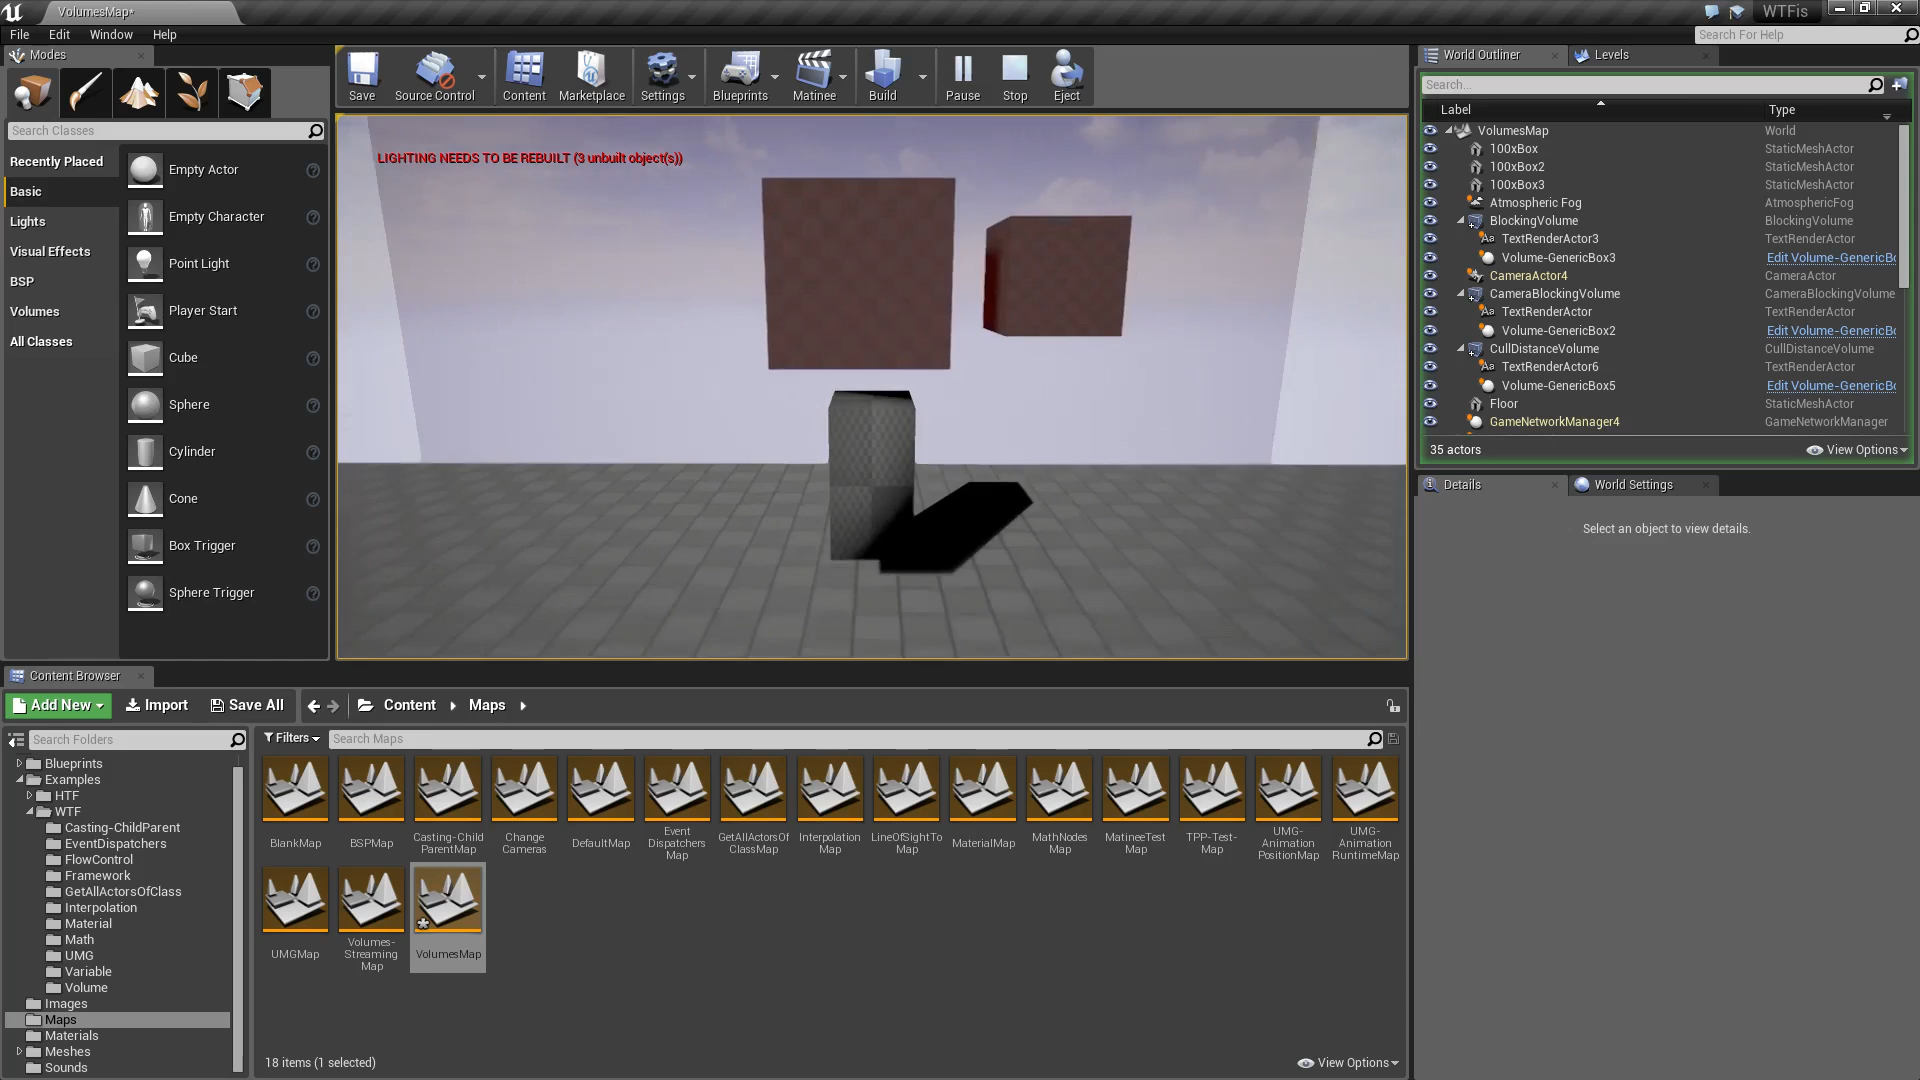 VolumesMap*
WTFis
File Edit Window Help
Search For Help
Modes
Search Classes
Recently Placed
Basic
Lights
Visual Effects
BSP
Volumes
All Classes
Empty Actor
Empty Character
Point Light
Player Start
Cube
Sphere
Cylinder
Cone
Box Trigger
Sphere Trigger
Save
Source Control
Content
Marketplace
Settings
Blueprints
Matinee
Build
Pause
Stop
Eject
LIGHTING NEEDS TO BE REBUILT (3 unbuilt object(s))
World Outliner
Levels
Search...
Label Type
VolumesMap World
100xBox StaticMeshActor
100xBox2 StaticMeshActor
100xBox3 StaticMeshActor
Atmospheric Fog AtmosphericFog
BlockingVolume BlockingVolume
TextRenderActor3 TextRenderActor
Volume-GenericBox3 Edit Volume-GenericBo
CameraActor4 CameraActor
CameraBlockingVolume CameraBlockingVolume
TextRenderActor TextRenderActor
Volume-GenericBox2 Edit Volume-GenericBo
CullDistanceVolume CullDistanceVolume
TextRenderActor6 TextRenderActor
Volume-GenericBox5 Edit Volume-GenericBo
Floor StaticMeshActor
GameNetworkManager4 GameNetworkManager
35 actors
View Options
Details
World Settings
Select an object to view details.
Content Browser
Add New
Import
Save All
Content
Maps
Search Folders
Filters
Search Maps
Blueprints
Examples
HTF
WTF
Casting-ChildParent
EventDispatchers
FlowControl
Framework
GetAllActorsOfClass
Interpolation
Material
Math
UMG
Variable
Volume
Images
Maps
Materials
Meshes
Sounds
BlankMap
BSPMap
Casting-Child
ParentMap
Change
Cameras
DefaultMap
Event
Dispatchers
Map
GetAllActorsOf
ClassMap
Interpolation
Map
LineOfSightTo
Map
MaterialMap
MathNodes
Map
MatineeTest
Map
TPP-Test-
Map
UMG-
Animation
PositionMap
UMG-
Animation
RuntimeMap
UMGMap
Volumes-
Streaming
Map
VolumesMap
18 items (1 selected)
View Options